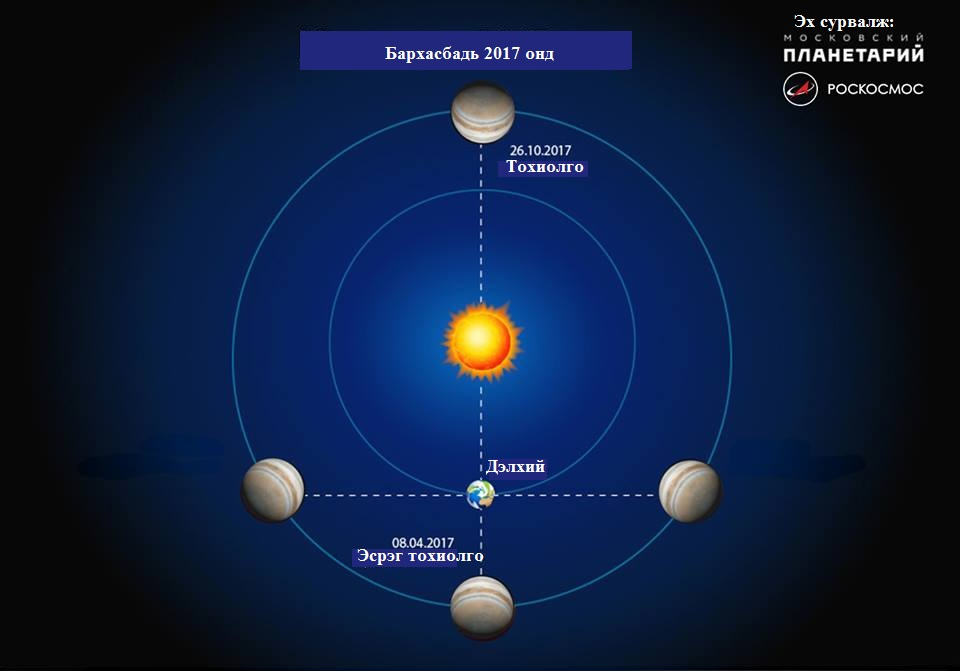 Эх сурвалж:
МОСКОВСКИЙ
ПЛАНЕТАРИЙ
РОСКОСМОС
Бархасбадь 2017 онд
26.10.2017
Тохиолго
Дэлхий
08.04.2017
Эсрэг тохиолго